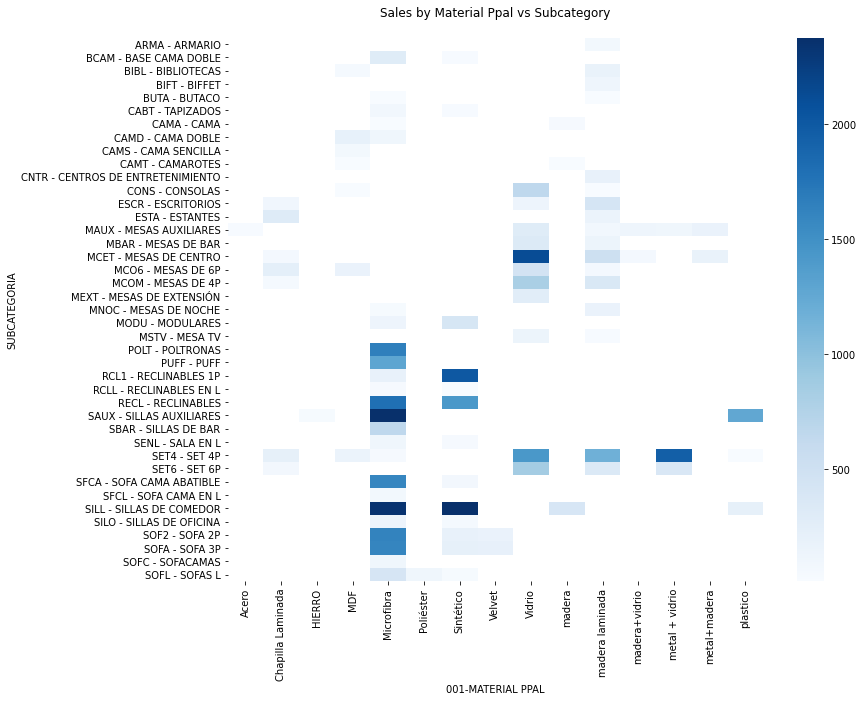 Sales by Material Ppal vs Subcategory
SUBCATEGORIA
ARMA - ARMARIO
BCAM - BASE CAMA DOBLE
BIBL - BIBLIOTECAS
BIFT - BIFFET
BUTA - BUTACO
CABT - TAPIZADOS
CAMA - CAMA
CAMD - CAMA DOBLE
CAMS - CAMA SENCILLA
CAMT - CAMAROTES
CNTR - CENTROS DE ENTRETENIMIENTO
CONS - CONSOLAS
ESCR - ESCRITORIOS
ESTA - ESTANTES
MAUX - MESAS AUXILIARES
MBAR - MESAS DE BAR
MCET - MESAS DE CENTRO
MCO6 - MESAS DE 6P
MCOM - MESAS DE 4P
MEXT - MESAS DE EXTENSIÓN
MNOC - MESAS DE NOCHE
MODU - MODULARES
MSTV - MESA TV
POLT - POLTRONAS
PUFF - PUFF
RCL1 - RECLINABLES 1P
RCLL - RECLINABLES EN L
RECL - RECLINABLES
SAUX - SILLAS AUXILIARES
SBAR - SILLAS DE BAR
SENL - SALA EN L
SET4 - SET 4P
SET6 - SET 6P
SFCA - SOFA CAMA ABATIBLE
SFCL - SOFA CAMA EN L
SILL - SILLAS DE COMEDOR
SILO - SILLAS DE OFICINA
SOF2 - SOFA 2P
SOFA - SOFA 3P
SOFC - SOFACAMAS
SOFL - SOFAS L
Acero
Chapilla Laminada
HIERRO
MDF
Microfibra
Poliéster
Sintético
Velvet
Vidrio
madera
madera laminada
madera+vidrio
metal + vidrio
metal+madera
plastico
001-MATERIAL PPAL
2000
1500
1000
500